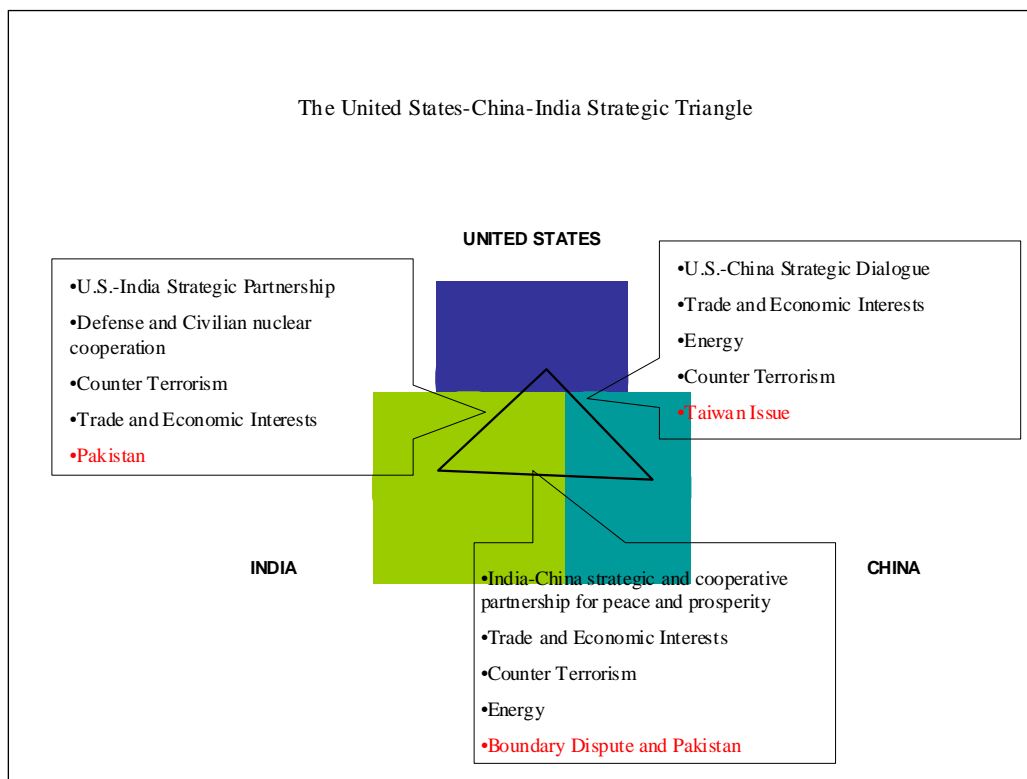 The United States-China-India Strategic Triangle
UNITED STATES
•U.S.-India Strategic Partnership
•Defense and Civilian nuclear
cooperation
•Counter Terrorism
•Trade and Economic Interests
•Pakistan
•U.S.-China Strategic Dialogue
•Trade and Economic Interests
•Energy
•Counter Terrorism
•Taiwan Issue
INDIA
CHINA
•India-China strategic and cooperative
partnership for peace and prosperity
•Trade and Economic Interests
•Counter Terrorism
•Energy
•Boundary Dispute and Pakistan